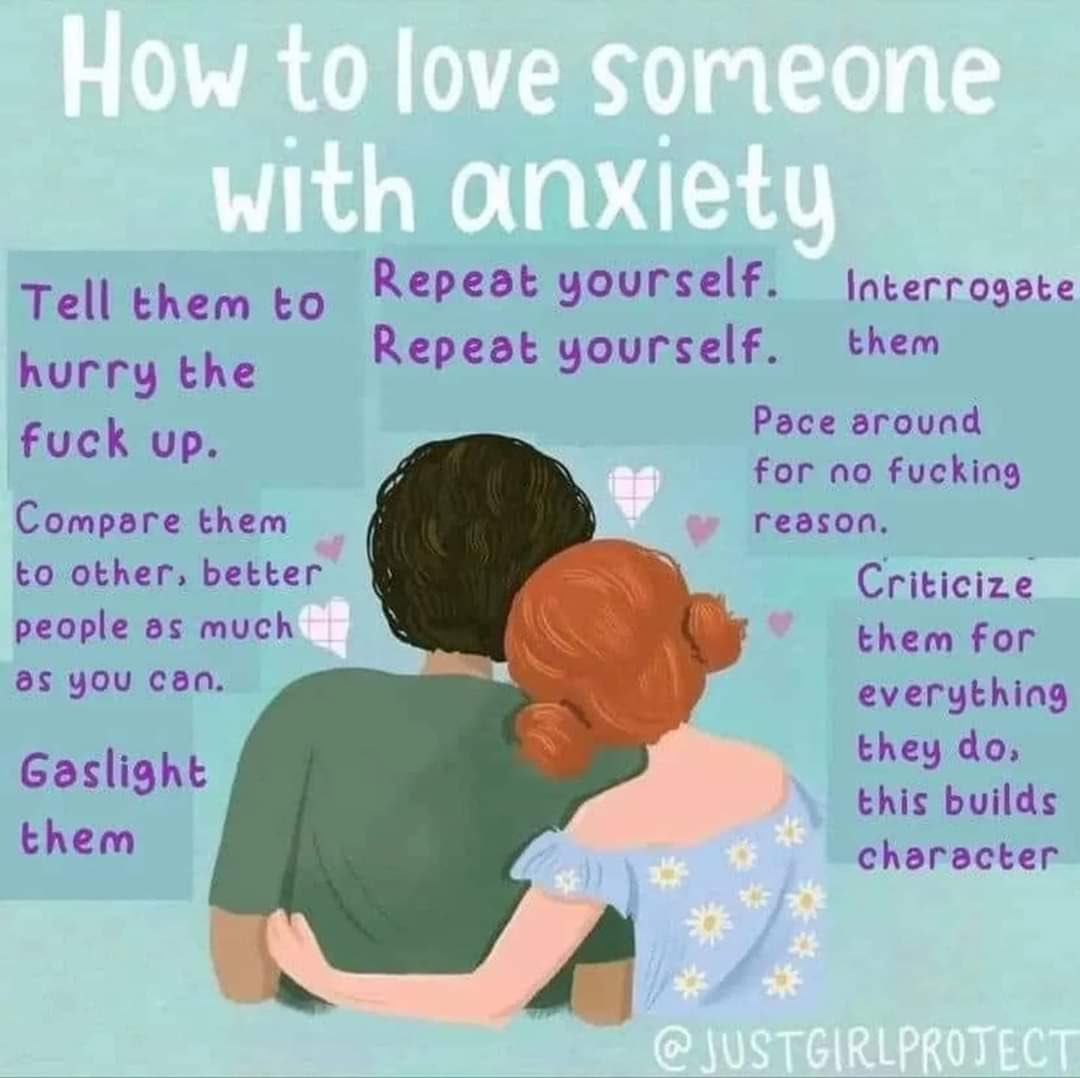 How to love someone
with anxiety
Tell them to
hurry the
fuck up.
Repeat yourself.
Repeat yourself.
Interrogate
them
Pace around
for no fucking
reason.
Compare them
to other, better
people as much
as you can.
Criticize
them for
everything
they do,
this builds
character
Gaslight
them
@JUSTGIRLPROJECT